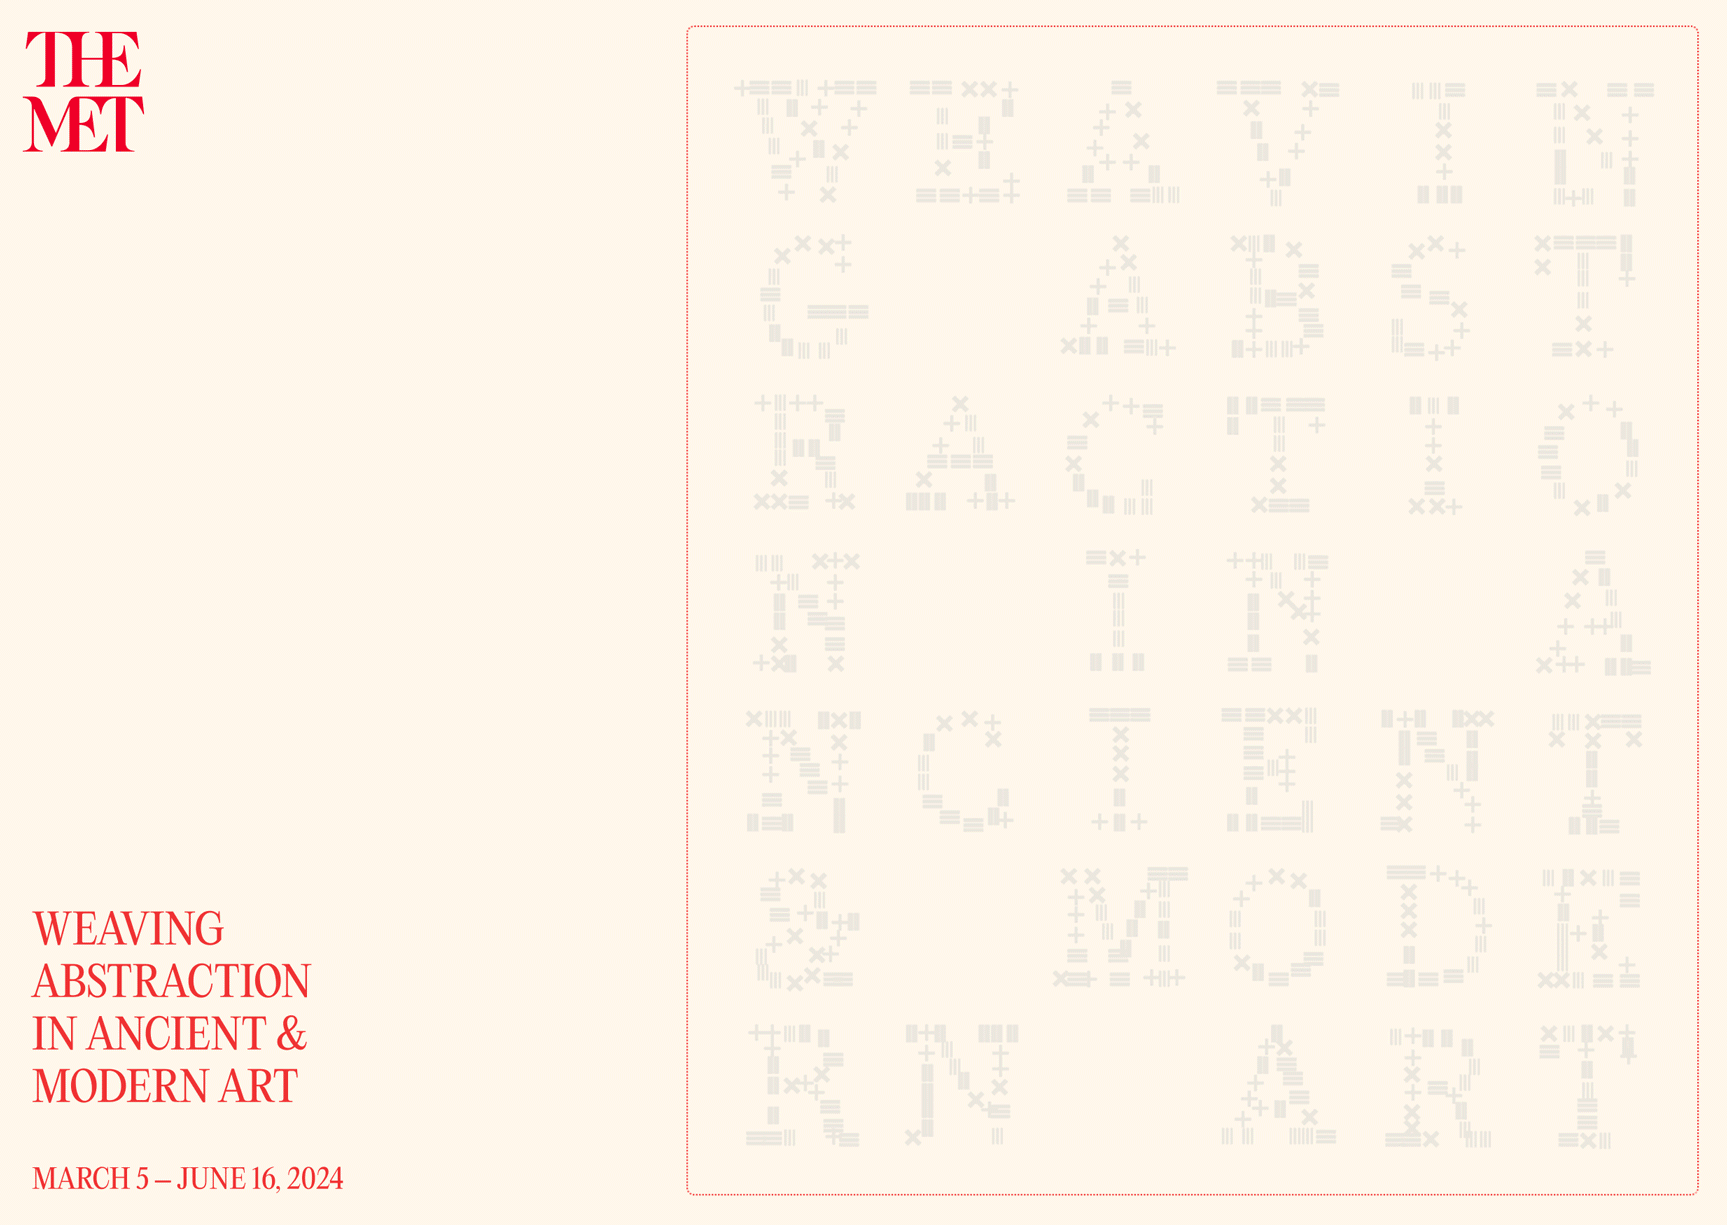 THE
MET
WEAVING
ABSTRACTION
IN ANCIENT &
MODERN ART
MARCH 5 – JUNE 16, 2024
WEAVIN
G ABST
RACTIO
N IN A
NCIENT
& MODE
RN ART